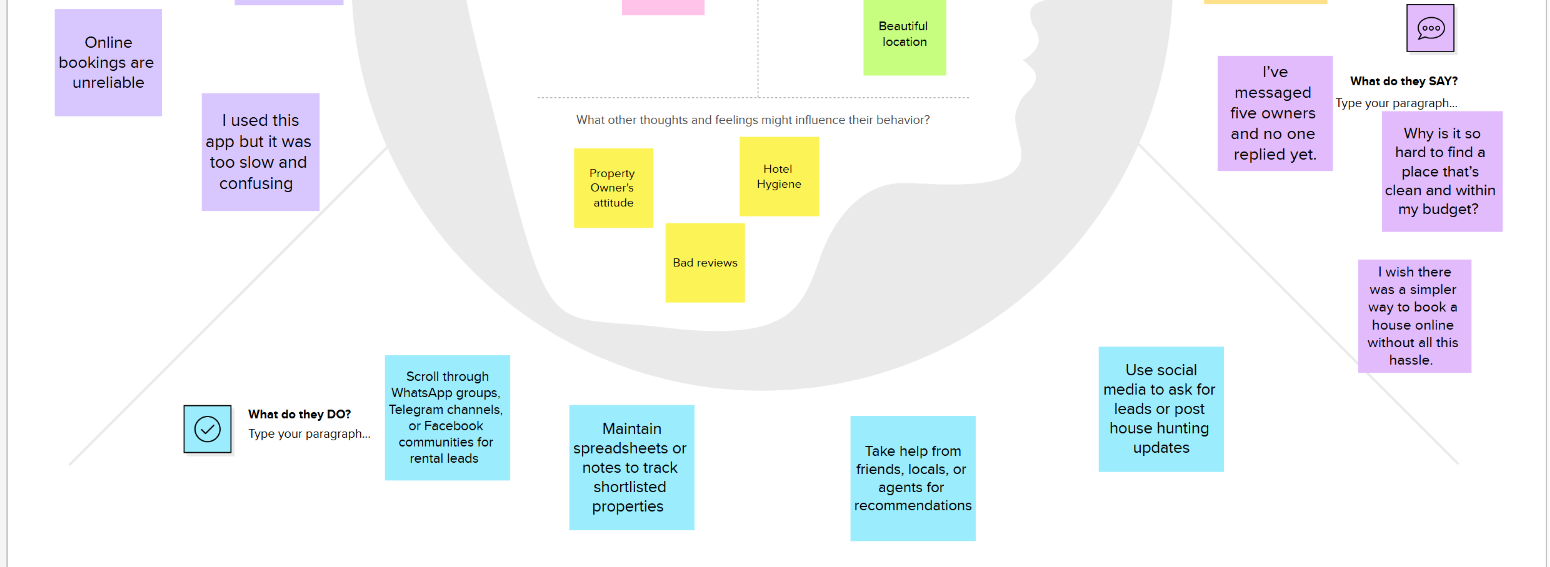 Online
bookings are
unreliable
I used this
app but it was
too slow and
confusing
Beautiful
location
What other thoughts and feelings might influence their behavior?
Property
Owner's
attitude
Hotel
Hygiene
Bad reviews
What do they SAY?
Type your paragraph...
I've
messaged
five owners
and no one
replied yet.
Why is it so
hard to find a
place that's
clean and within
my budget?
I wish there
was a simpler
way to book a
house online
without all this
hassle.
What do they DO?
Type your paragraph...
Scroll through
WhatsApp groups,
Telegram channels,
or Facebook
communities for
rental leads
Maintain
spreadsheets or
notes to track
shortlisted
properties
Take help from
friends, locals, or
agents for
recommendations
Use social
media to ask for
leads or post
house hunting
updates